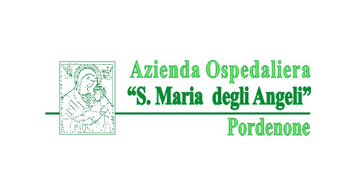 Azienda Ospedaliera
“S. Maria degli Angeli”
Pordenone